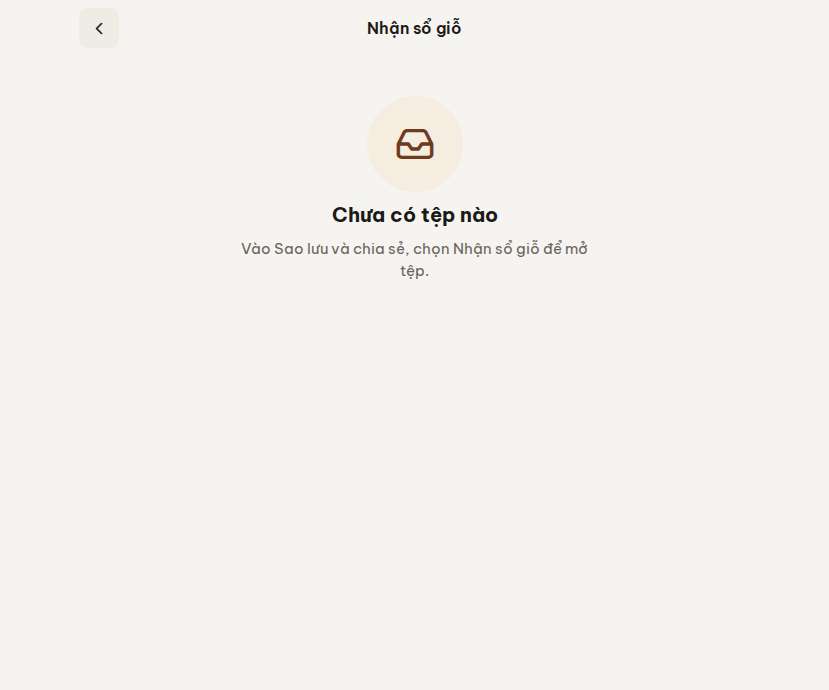 Nhận sổ giỗ
Chưa có tệp nào
Vào Sao lưu và chia sẻ, chọn Nhận sổ giỗ để mở
tệp.